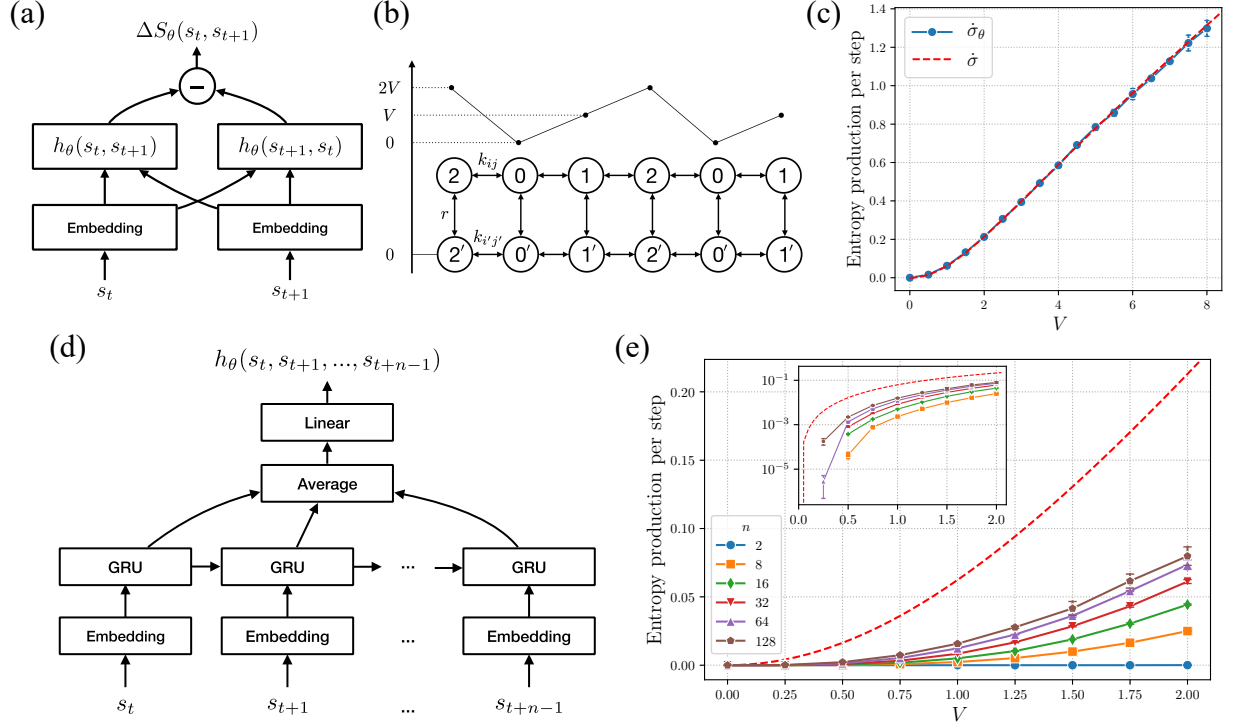 (a)
ΔS_θ(s_t, s_{t+1})
−
h_θ(s_t, s_{t+1}) h_θ(s_{t+1}, s_t)
Embedding Embedding
s_t s_{t+1}
(b)
2V
V
0
k_{ij}
2 0 1 2 0 1
r
k_{i'j'}
0 2′ 0′ 1′ 2′ 0′ 1′
(c)
Entropy production per step
1.4
1.2
1.0
0.8
0.6
0.4
0.2
0.0
σ̇_θ
σ̇
0 2 4 6 8
V
(d)
h_θ(s_t, s_{t+1}, ..., s_{t+n−1})
Linear
Average
GRU GRU ... GRU
Embedding Embedding ... Embedding
s_t s_{t+1} ... s_{t+n−1}
(e)
Entropy production per step
0.20
0.15
0.10
0.05
0.00
10^{−1}
10^{−3}
10^{−5}
0.0 0.5 1.0 1.5 2.0
n
2
8
16
32
64
128
0.00 0.25 0.50 0.75 1.00 1.25 1.50 1.75 2.00
V